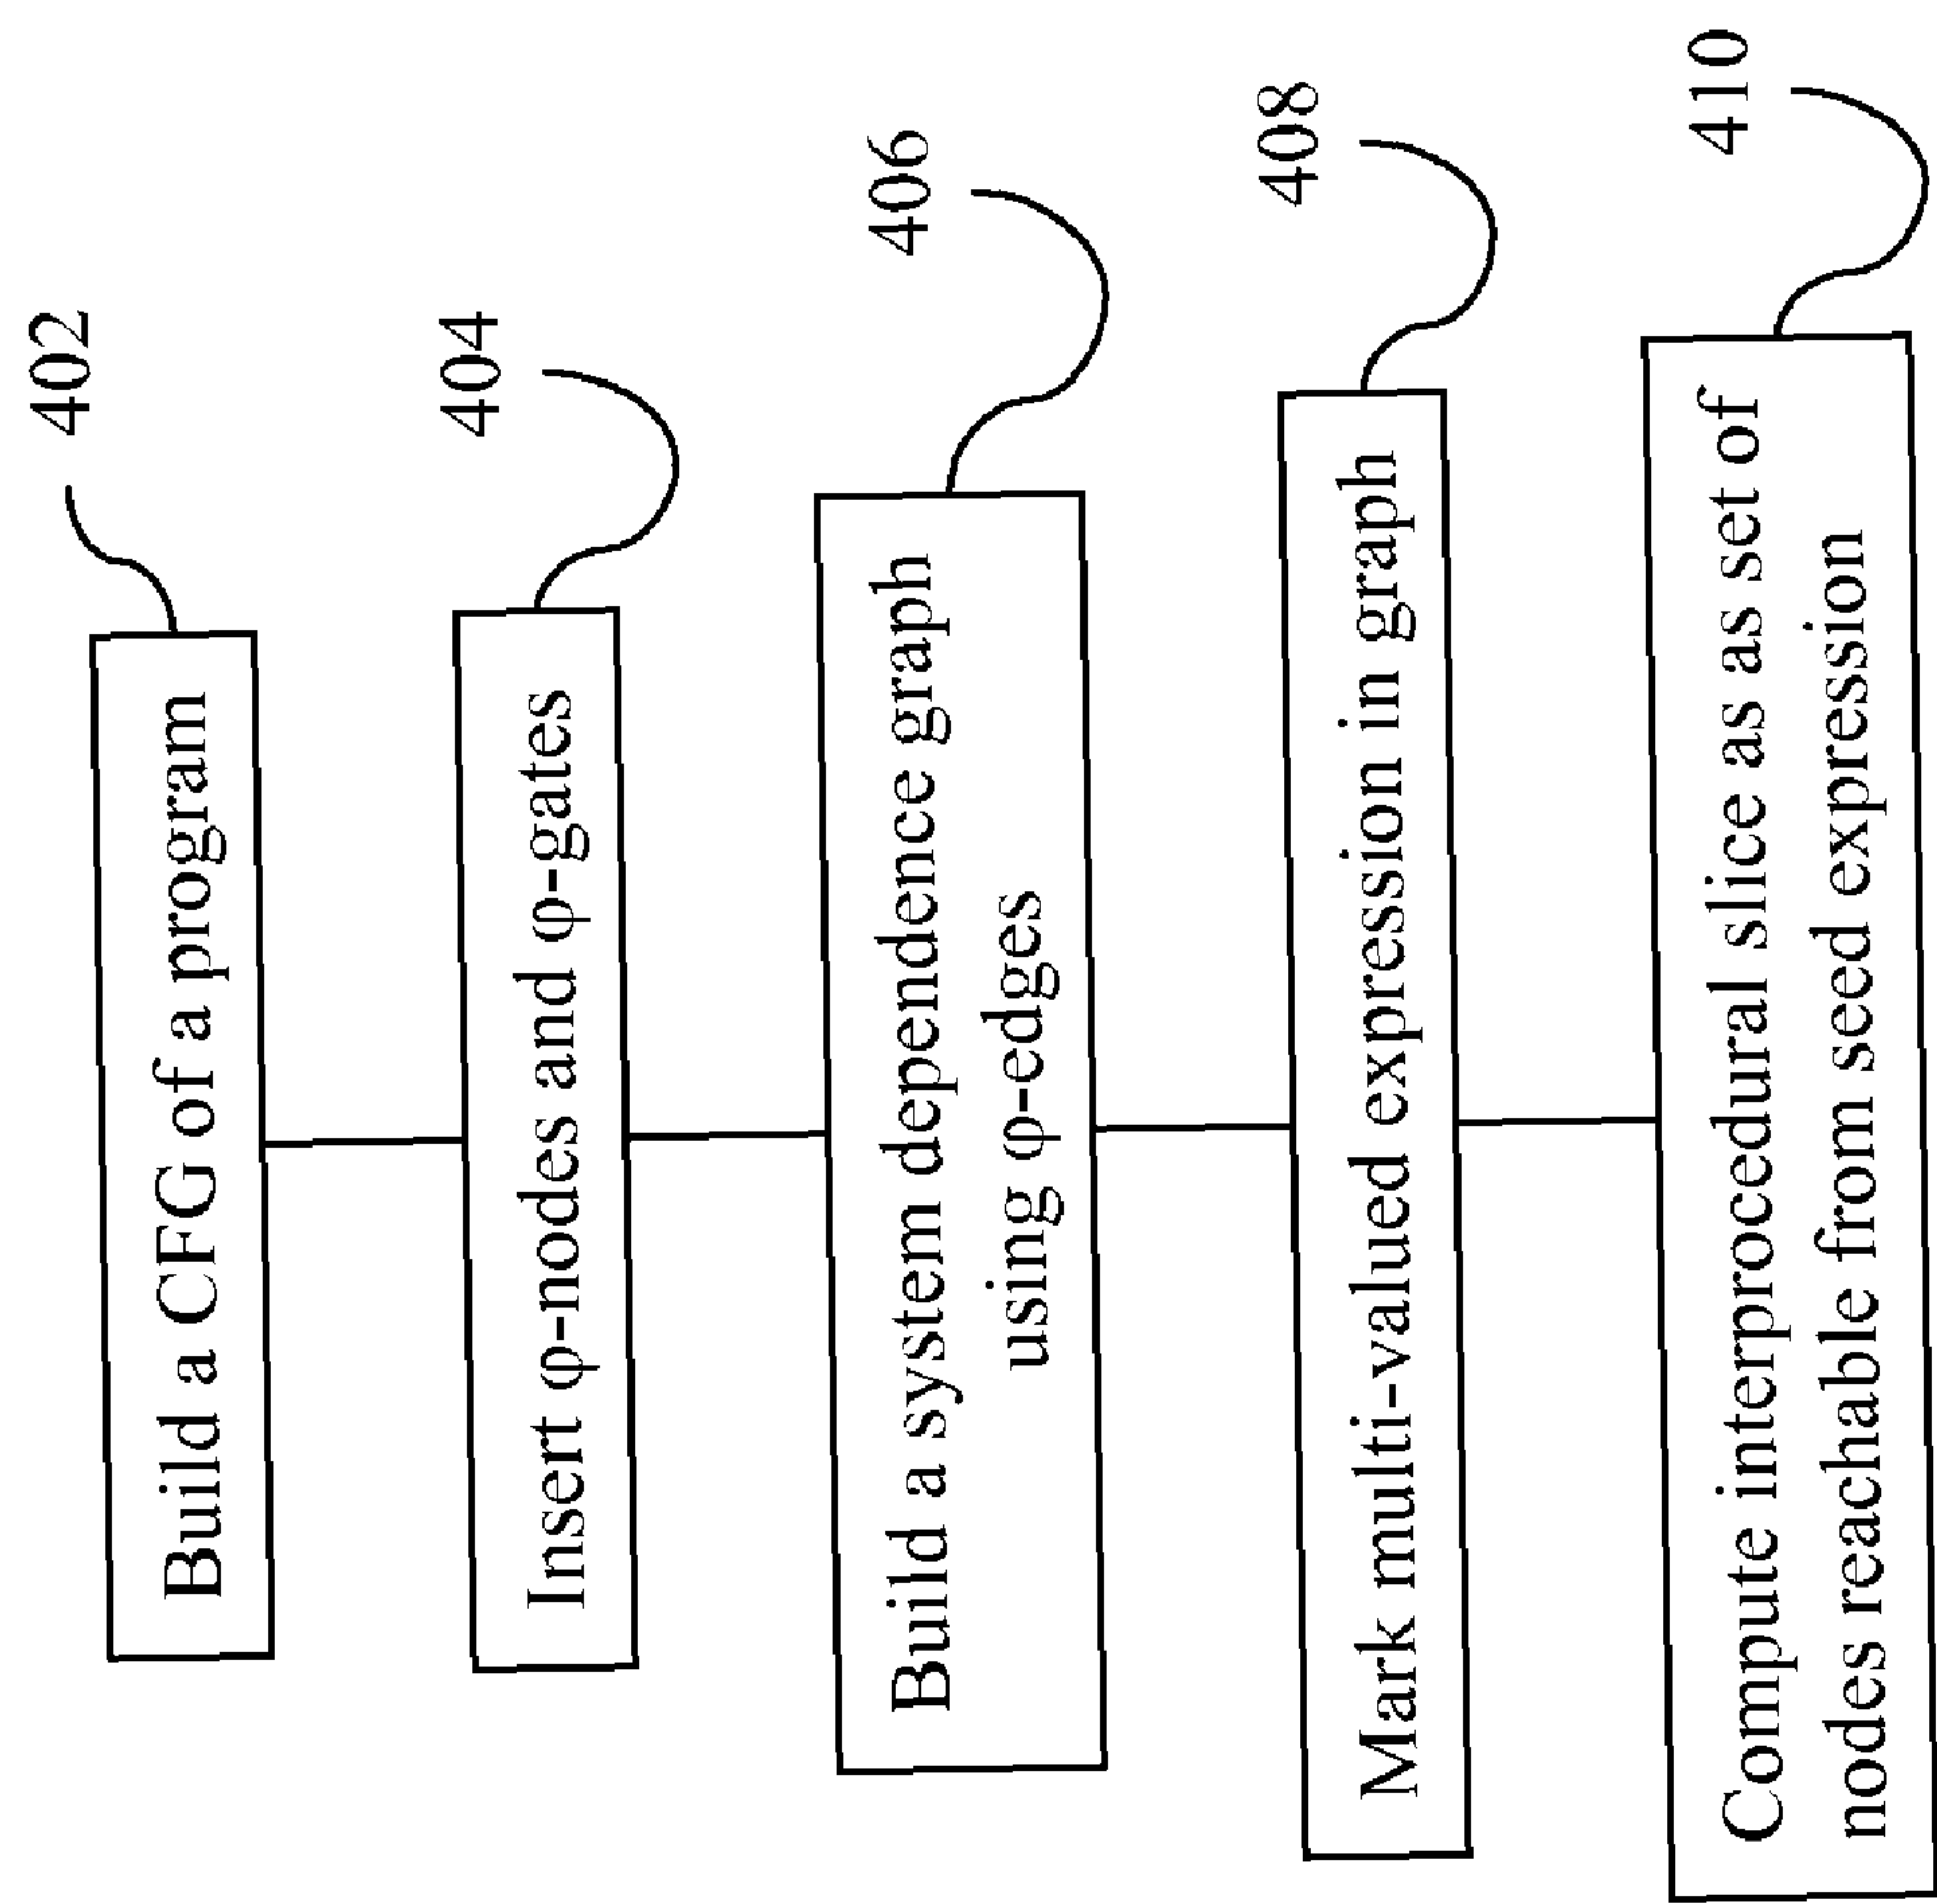 402
Build a CFG of a program
404
Insert φ-nodes and φ-gates
406
Build a system dependence graph
using φ-edges
408
Mark multi-valued expression in graph
410
Compute interprocedural slice as set of
nodes reachable from seed expression